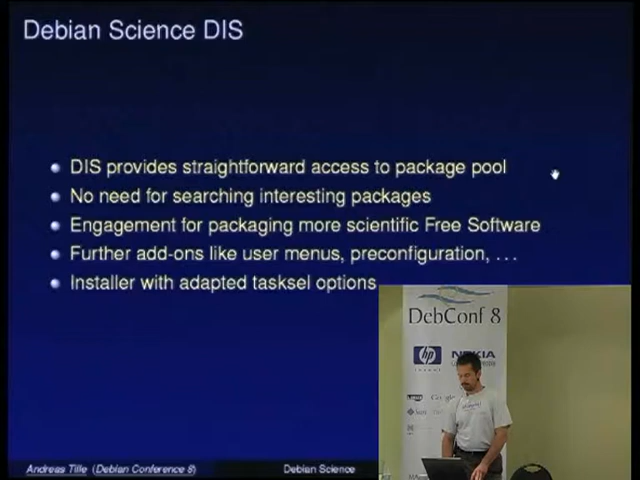 Debian Science DIS
DIS provides straightforward access to package pool
No need for searching interesting packages
Engagement for packaging more scientific Free Software
Further add-ons like user menus, preconfiguration, ...
Installer with adapted tasksel options
DebConf 8
hp
NOKIA
Google
Andreas Tille (Debian Conference 8)
Debian Science